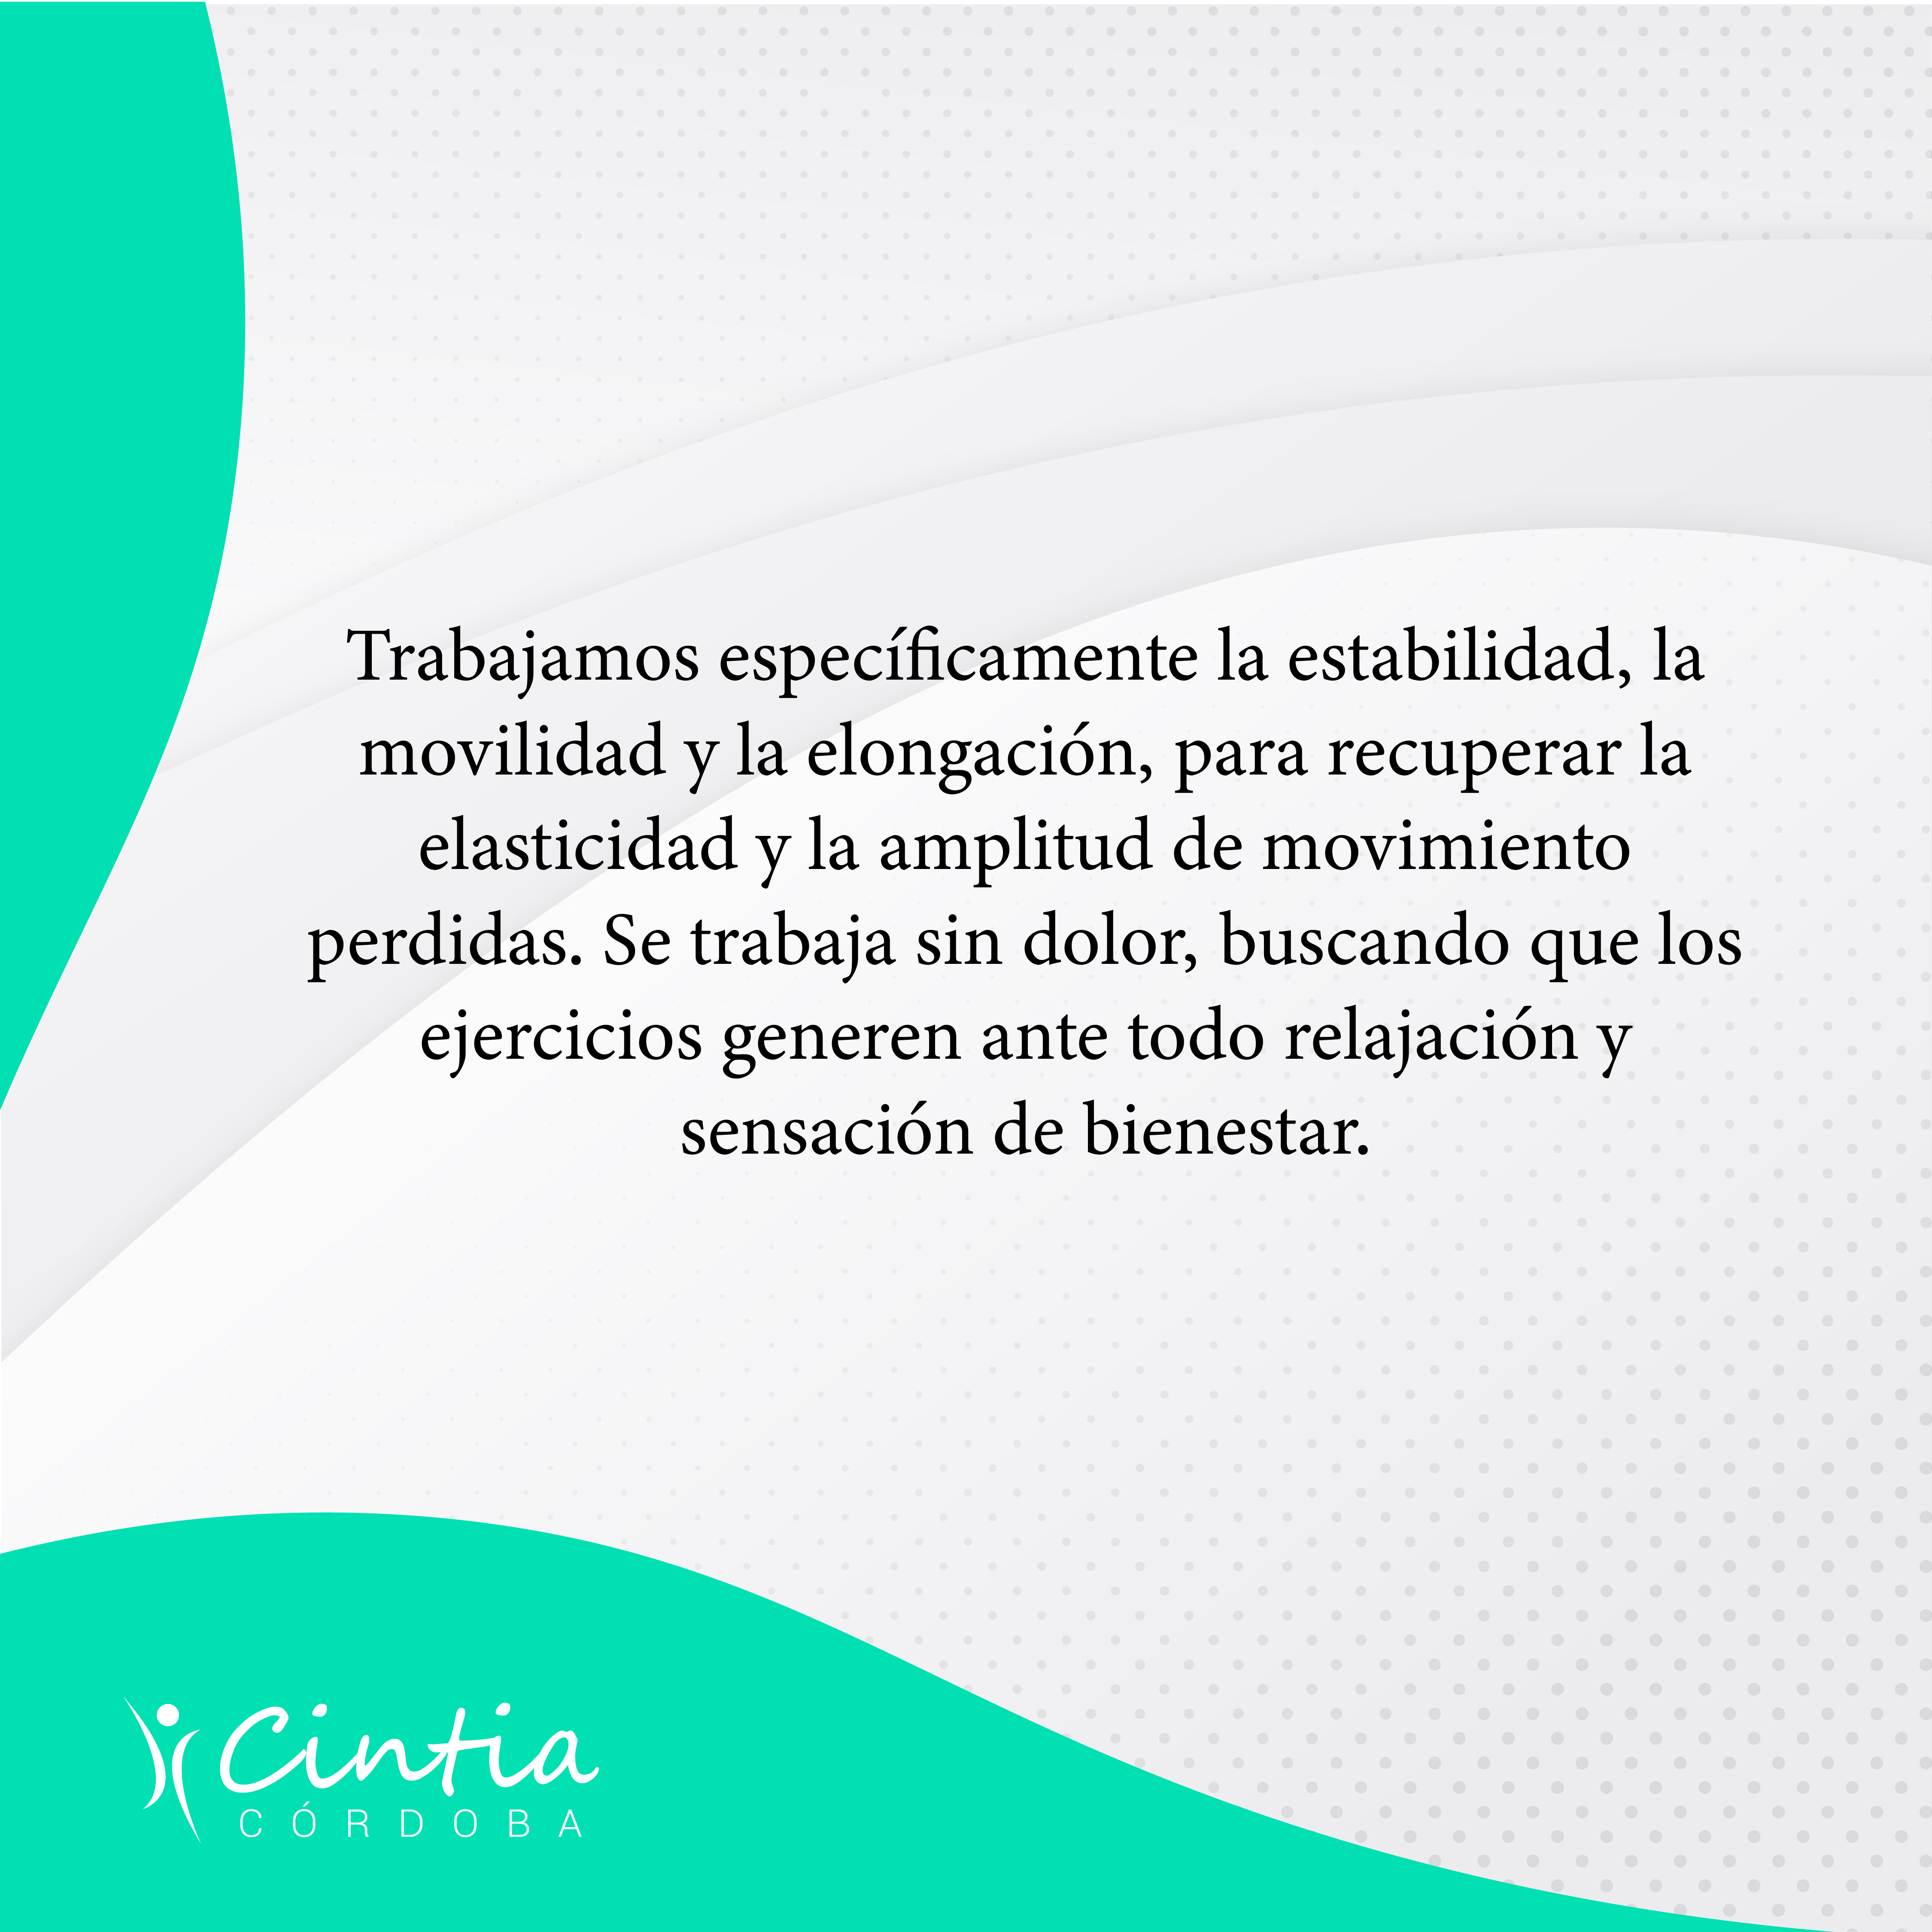 Trabajamos específicamente la estabilidad, la
movilidad y la elongación, para recuperar la
elasticidad y la amplitud de movimiento
perdidas. Se trabaja sin dolor, buscando que los
ejercicios generen ante todo relajación y
sensación de bienestar.
Cintia
CÓRDOBA